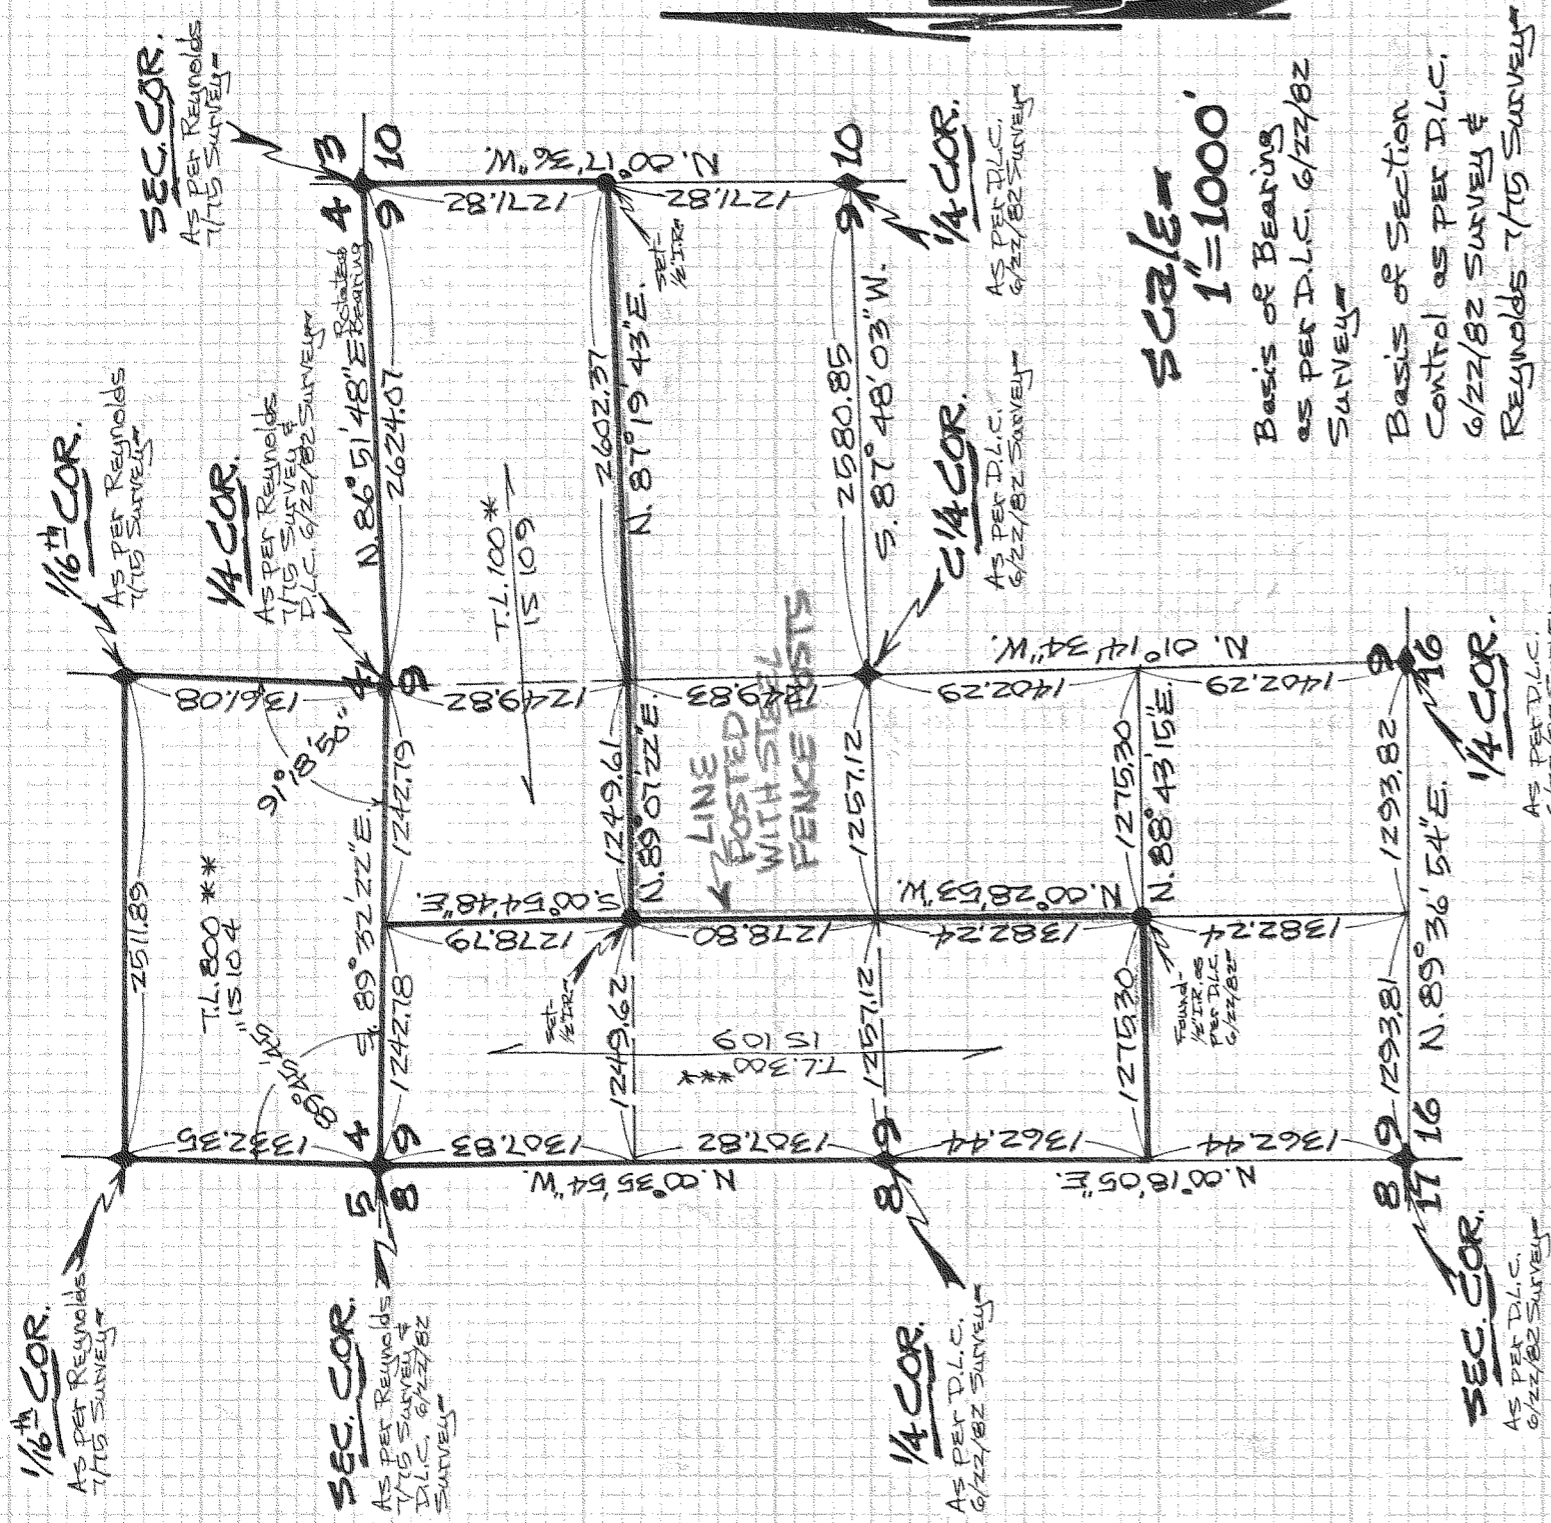 SEC. COR.
As Per Reynolds
7/75 Survey
1/16th COR.
As Per Reynolds
7/75 Survey
1/4 COR.
As Per Reynolds
7/75 Survey &
D.L.C. 6/22/82 Survey
1/16th COR.
As Per Reynolds
7/75 Survey
SEC. COR.
As Per Reynolds
7/75 Survey &
D.L.C. 6/22/82
Survey
4 3
9 10
N. 86° 51' 48" E. Rotated
Bearing
2624.07
1271.82
N. 00° 17' 36" W.
1271.82
Set
1/2" I.R.
9 10
1/4 COR.
As Per D.L.C.
6/22/82 Survey
2602.37
N. 87° 19' 43" E.
2580.85
S. 87° 48' 03" W.
C 1/4 COR.
As Per D.L.C.
6/22/82 Survey
T.L. 100 *
1S 10 9
2511.89
1361.08
91° 18' 50"
4
9
T.L. 800 **
1S 10 4
89° 45' 45"
1332.35
5 4
8 9
S. 89° 32' 22" E.
1242.79
1242.78
1249.82
1249.83
1402.29
N. 01° 14' 34" W.
1402.29
S. 00° 54' 48" E.
1278.79
1249.61
N. 89° 07' 22" E.
Set
1/2" I.R.
1249.62
LINE
POSTED
WITH STEEL
FENCE POSTS
1278.80
1257.12
1257.12
T.L. 300 ***
1S 10 9
N. 00° 28' 53" W.
1382.24
1382.24
1275.30
N. 88° 43' 15" E.
1275.30
Found
1/2" I.R. as
per D.L.C.
6/22/82
1307.83
N. 00° 35' 54" W.
1307.82
8 9
1/4 COR.
As Per D.L.C.
6/22/82 Survey
1362.44
N. 00° 18' 05" E.
1362.44
8 9
17 16
SEC. COR.
As Per D.L.C.
6/22/82 Survey
1293.81
N. 89° 36' 54" E.
1293.82
9
16
1/4 COR.
As Per D.L.C.
Scale
1"=1000'
Basis of Bearing
as per D.L.C. 6/22/82
Survey
Basis of Section
Control as per D.L.C.
6/22/82 Survey &
Reynolds 7/75 Survey